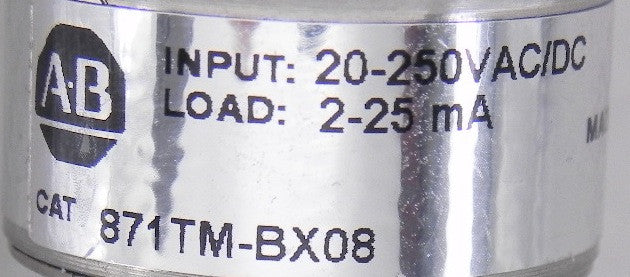 A·B
INPUT: 20-250VAC/DC
LOAD: 2-25 mA
CAT 871TM-BX08